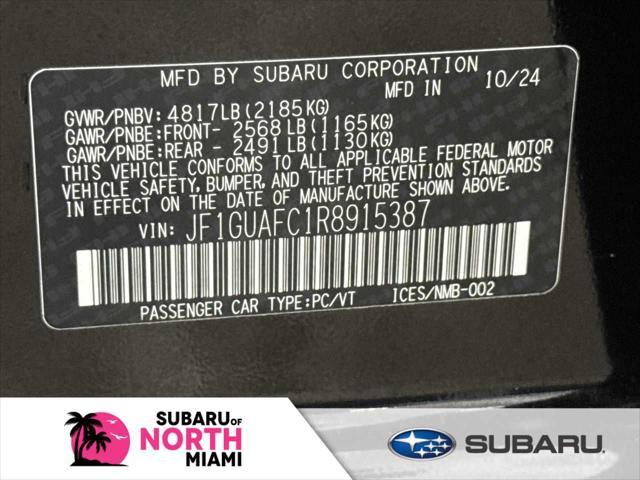 MFD BY SUBARU CORPORATION
MFD IN 10/24
GVWR/PNBV: 4817LB(2185KG)
GAWR/PNBE:FRONT- 2568LB(1165KG)
GAWR/PNBE:REAR - 2491LB(1130KG)
THIS VEHICLE CONFORMS TO ALL APPLICABLE FEDERAL MOTOR
VEHICLE SAFETY, BUMPER, AND THEFT PREVENTION STANDARDS
IN EFFECT ON THE DATE OF MANUFACTURE SHOWN ABOVE.
VIN: JF1GUAFC1R8915387
PASSENGER CAR TYPE:PC/VT ICES/NMB-002
SUBARU OF
NORTH
MIAMI
SUBARU